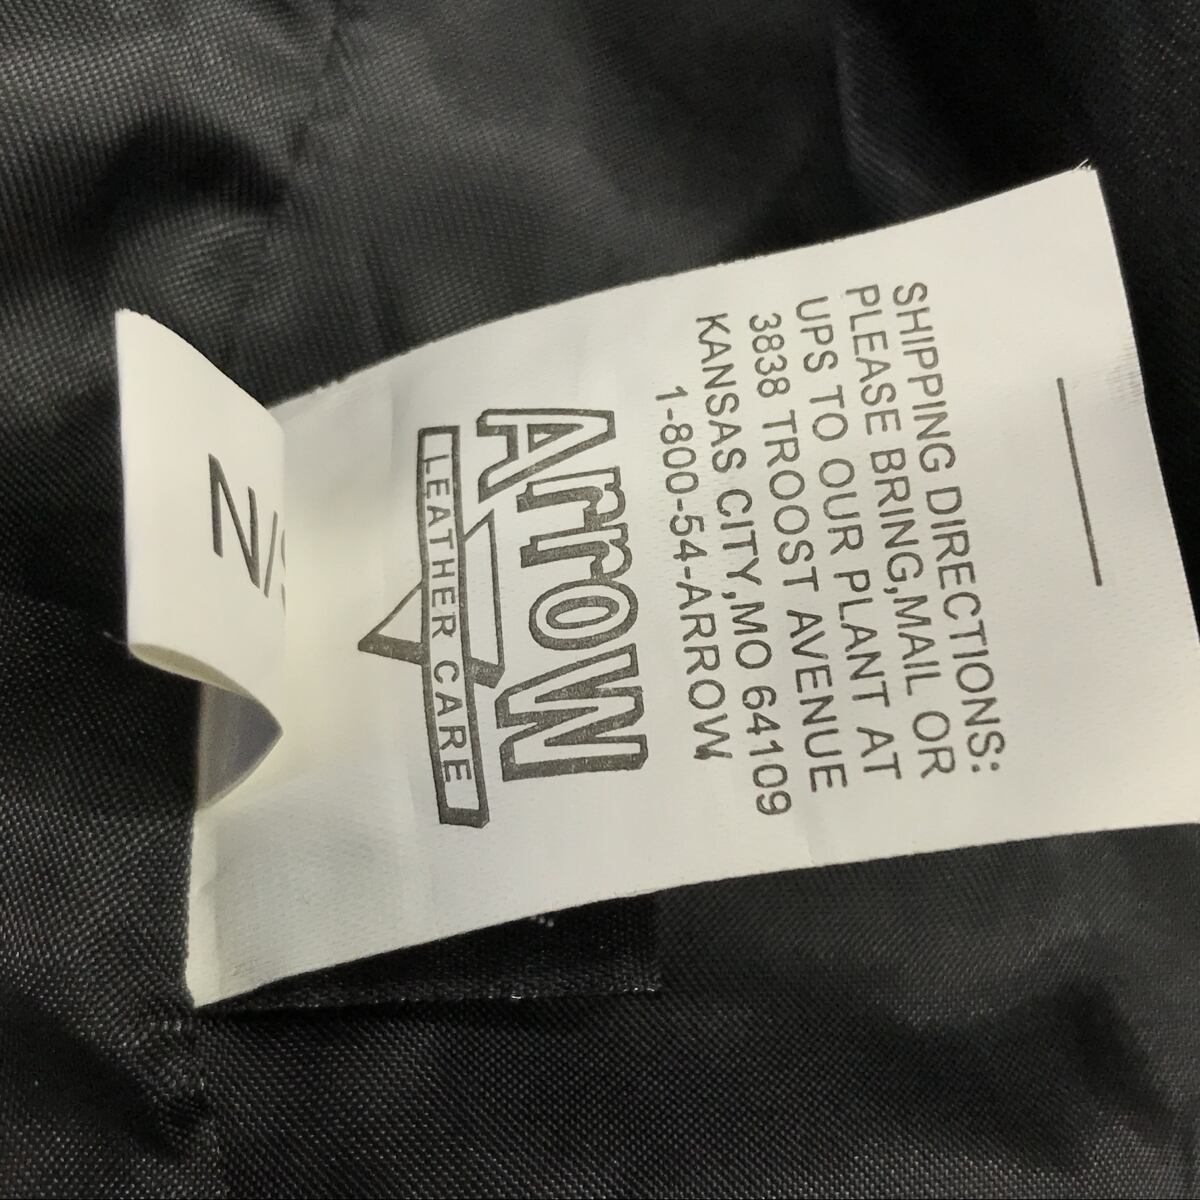 SHIPPING DIRECTIONS:
PLEASE BRING,MAIL OR
UPS TO OUR PLANT AT
3838 TROOST AVENUE
KANSAS CITY,MO 64109
1-800-54-ARROW
Arrow
LEATHER CARE